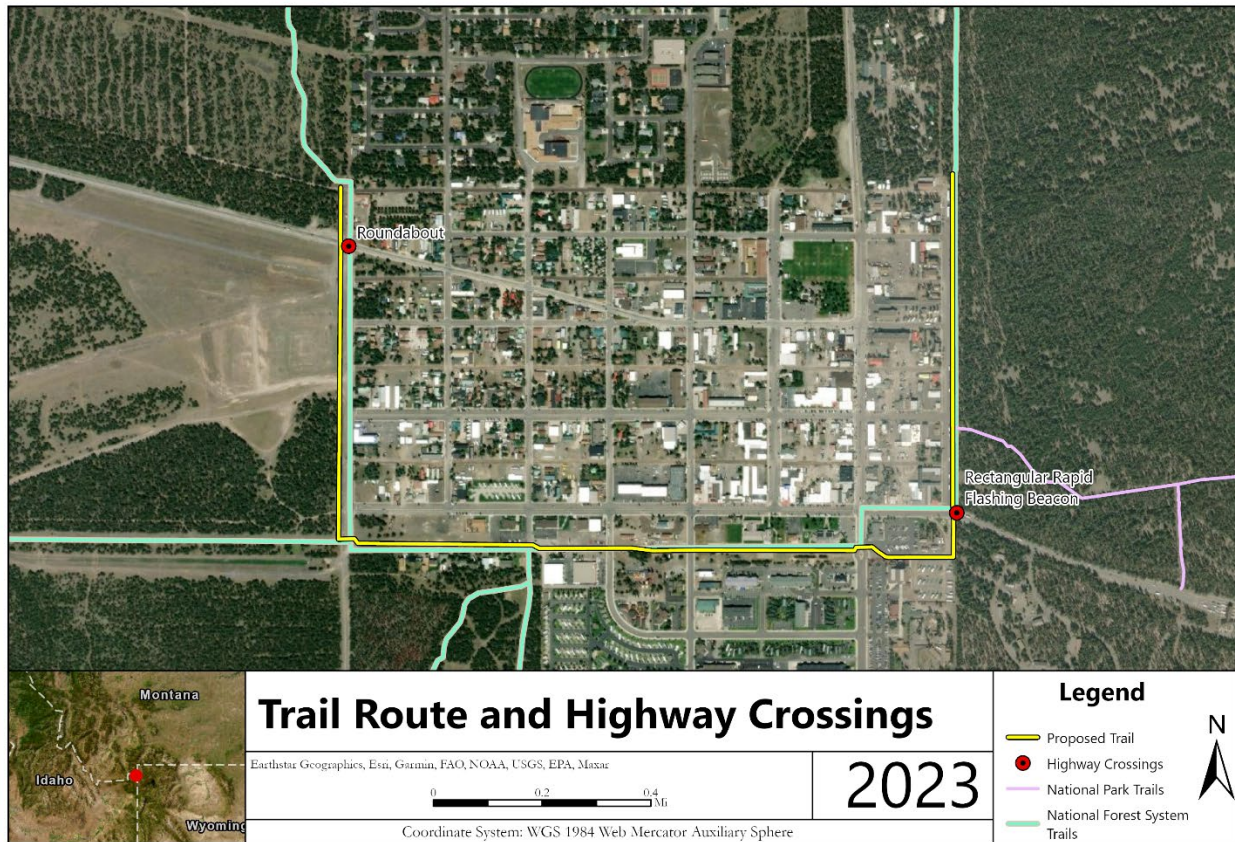 Roundabout
Rectangular Rapid
Flashing Beacon
Montana
Idaho
Wyoming
Trail Route and Highway Crossings
Earthstar Geographics, Esri, Garmin, FAO, NOAA, USGS, EPA, Maxar
0 0.2 0.4
Mi
Coordinate System: WGS 1984 Web Mercator Auxiliary Sphere
2023
Legend
Proposed Trail
Highway Crossings
National Park Trails
National Forest System
Trails
N